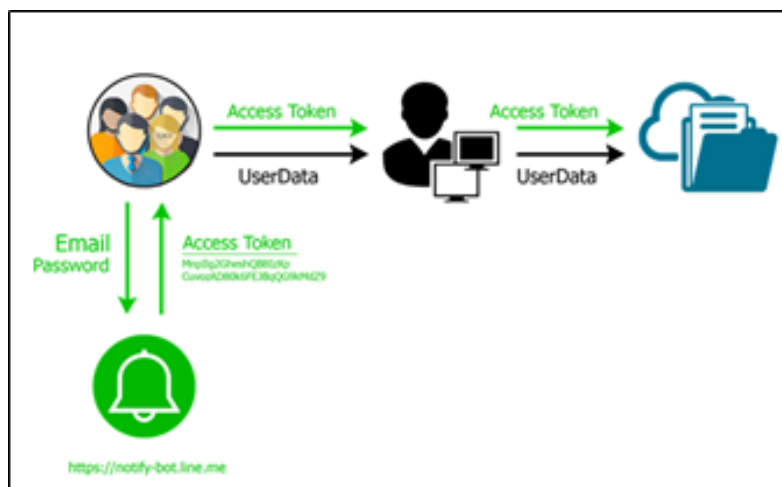 Access Token
UserData
Access Token
UserData
Email
Password
Access Token
https://notify-bot.line.me